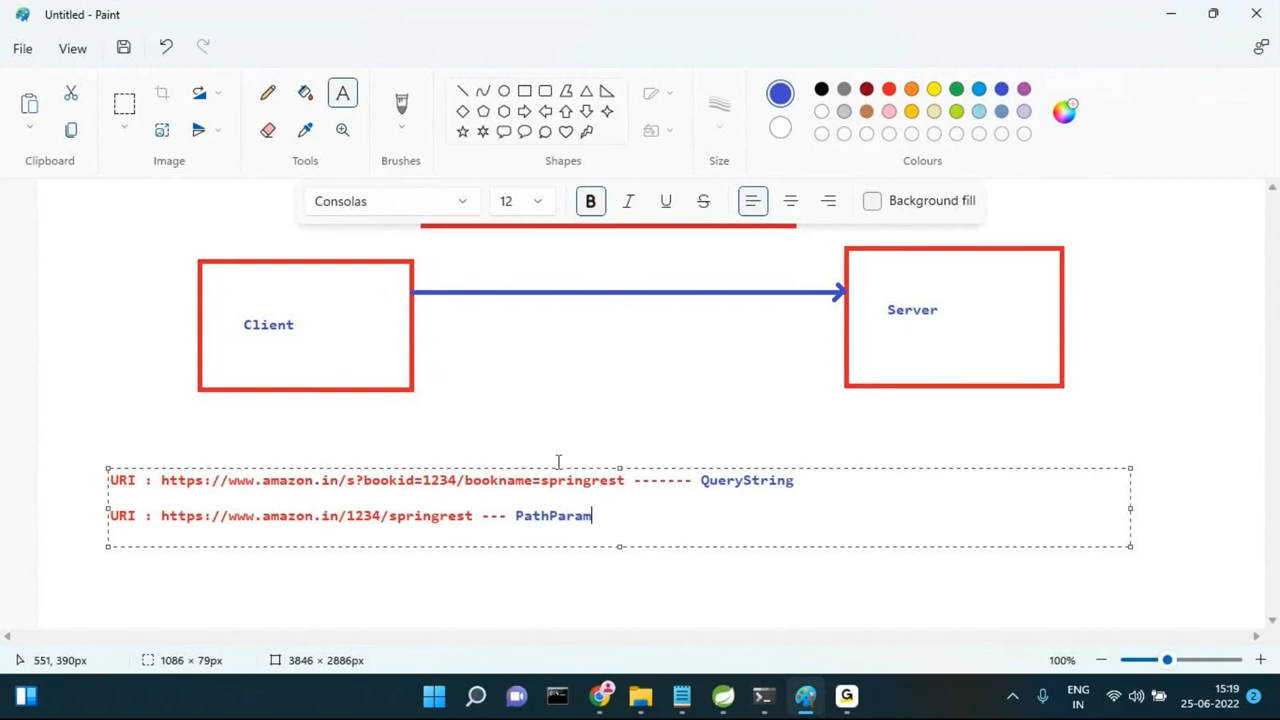 Untitled - Paint
File View
Clipboard
Image
Tools
Brushes
Shapes
Size
Colours
Consolas 12 B I U S Background fill
Client
Server
URI : https://www.amazon.in/s?bookid=1234/bookname=springrest ------- QueryString
URI : https://www.amazon.in/1234/springrest --- PathParam
551, 390px 1086 × 79px 3846 × 2886px 100%
ENG
IN
15:19
25-06-2022
2